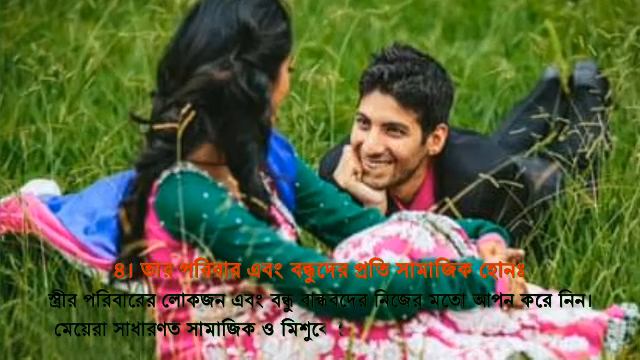 ৪। তার পরিবার এবং বন্ধুদের প্রতি সামাজিক হোনঃ
স্ত্রীর পরিবারের লোকজন এবং বন্ধু বান্ধবদের নিজের মতো আপন করে নিন।
মেয়েরা সাধারণত সামাজিক ও